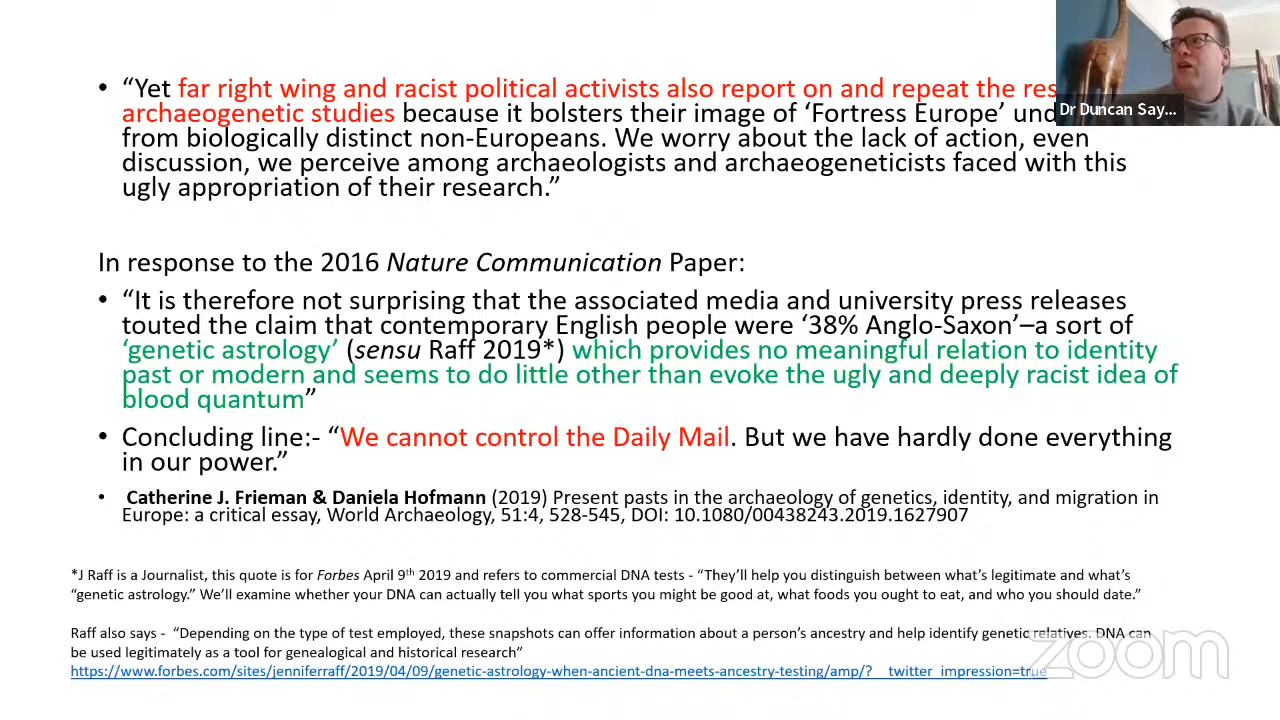 • “Yet far right wing and racist political activists also report on and repeat the res
archaeogenetic studies because it bolsters their image of ‘Fortress Europe’ und
from biologically distinct non-Europeans. We worry about the lack of action, even
discussion, we perceive among archaeologists and archaeogeneticists faced with this
ugly appropriation of their research.”
Dr Duncan Say...
In response to the 2016 Nature Communication Paper:
• “It is therefore not surprising that the associated media and university press releases
touted the claim that contemporary English people were ‘38% Anglo-Saxon’–a sort of
‘genetic astrology’ (sensu Raff 2019*) which provides no meaningful relation to identity
past or modern and seems to do little other than evoke the ugly and deeply racist idea of
blood quantum”
• Concluding line:- “We cannot control the Daily Mail. But we have hardly done everything
in our power.”
• Catherine J. Frieman & Daniela Hofmann (2019) Present pasts in the archaeology of genetics, identity, and migration in
Europe: a critical essay, World Archaeology, 51:4, 528-545, DOI: 10.1080/00438243.2019.1627907
*J Raff is a Journalist, this quote is for Forbes April 9th 2019 and refers to commercial DNA tests - “They’ll help you distinguish between what’s legitimate and what’s
“genetic astrology.” We’ll examine whether your DNA can actually tell you what sports you might be good at, what foods you ought to eat, and who you should date.”
Raff also says - “Depending on the type of test employed, these snapshots can offer information about a person’s ancestry and help identify genetic relatives. DNA can
be used legitimately as a tool for genealogical and historical research”
https://www.forbes.com/sites/jenniferraff/2019/04/09/genetic-astrology-when-ancient-dna-meets-ancestry-testing/amp/?__twitter_impression=true
zoom